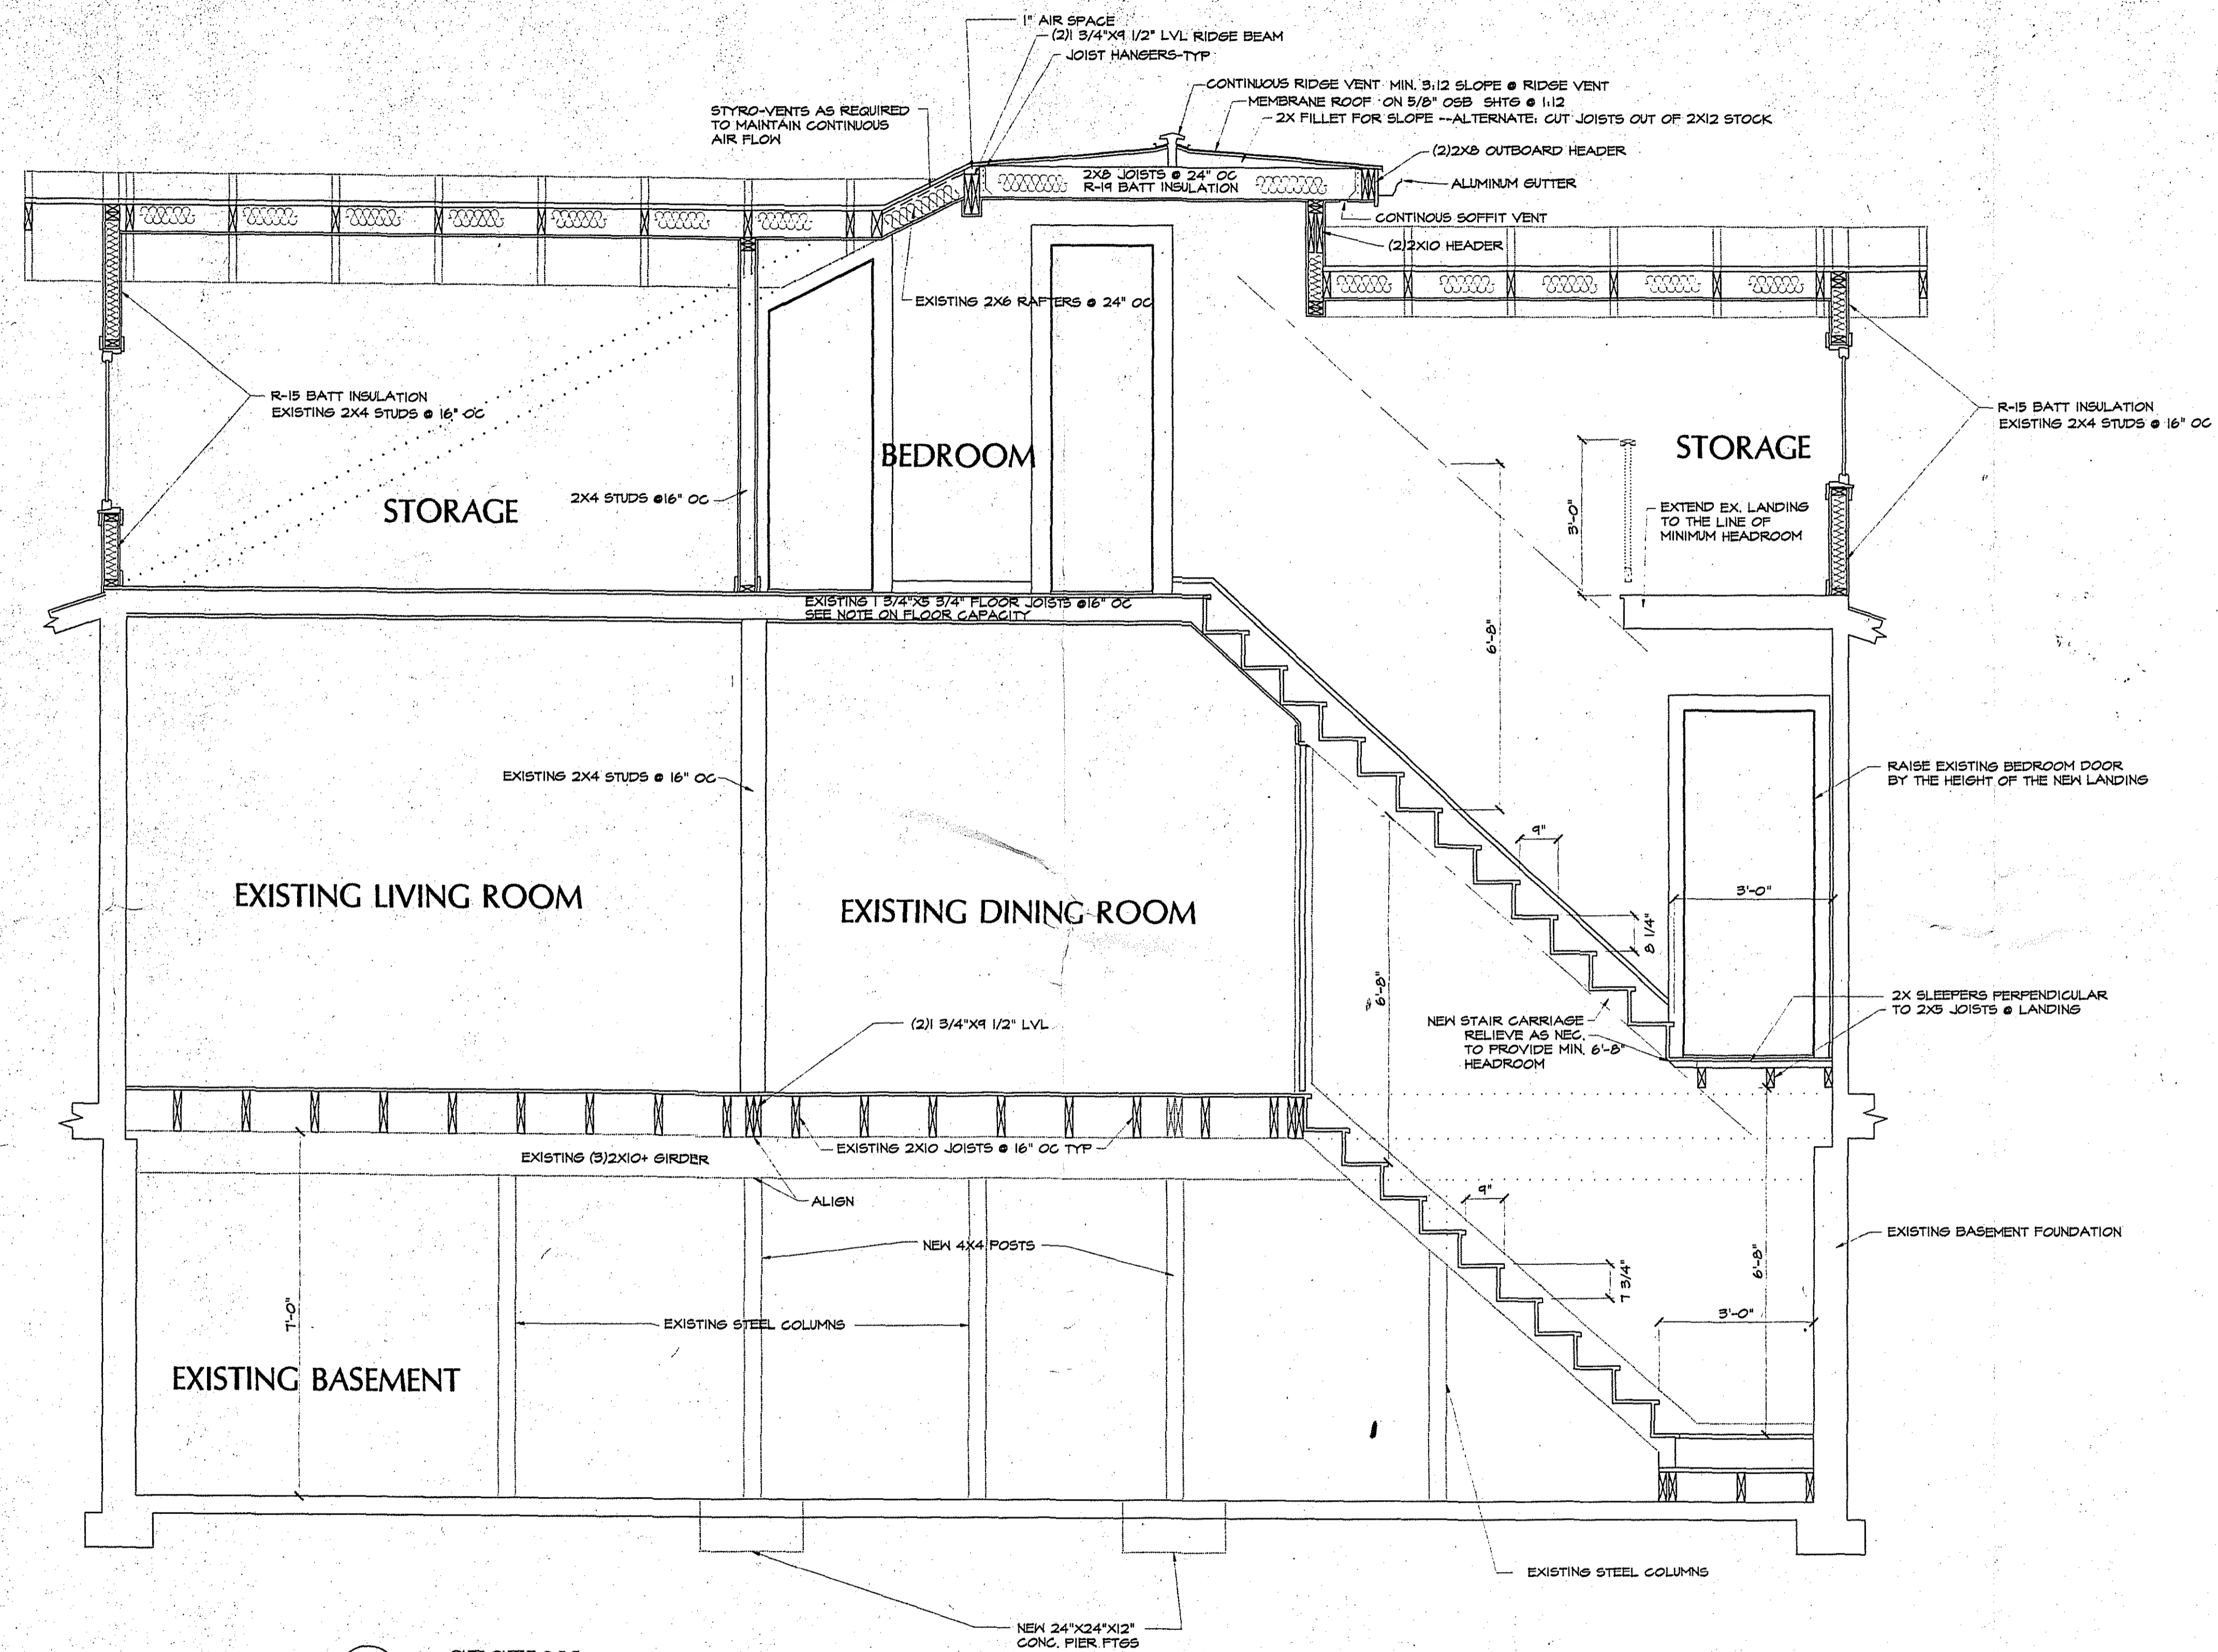 1" AIR SPACE
(2)1 3/4"X9 1/2" LVL RIDGE BEAM
JOIST HANGERS-TYP
CONTINUOUS RIDGE VENT MIN. 3:12 SLOPE @ RIDGE VENT
MEMBRANE ROOF ON 5/8" OSB SHTG @ 1:12
2X FILLET FOR SLOPE --ALTERNATE: CUT JOISTS OUT OF 2X12 STOCK
STYRO-VENTS AS REQUIRED
TO MAINTAIN CONTINUOUS
AIR FLOW
(2)2X8 OUTBOARD HEADER
2X8 JOISTS @ 24" OC
R-19 BATT INSULATION
ALUMINUM GUTTER
CONTINOUS SOFFIT VENT
(2)2X10 HEADER
EXISTING 2X6 RAFTERS @ 24" OC
R-15 BATT INSULATION
EXISTING 2X4 STUDS @ 16" OC
R-15 BATT INSULATION
EXISTING 2X4 STUDS @ 16" OC
BEDROOM
STORAGE
STORAGE
2X4 STUDS @16" OC
3'-0"
EXTEND EX. LANDING
TO THE LINE OF
MINIMUM HEADROOM
EXISTING 1 3/4"X5 3/4" FLOOR JOISTS @16" OC
SEE NOTE ON FLOOR CAPACITY
6'-8"
EXISTING 2X4 STUDS @ 16" OC
RAISE EXISTING BEDROOM DOOR
BY THE HEIGHT OF THE NEW LANDING
9"
3'-0"
8 1/4"
EXISTING LIVING ROOM
EXISTING DINING ROOM
6'-8"
2X SLEEPERS PERPENDICULAR
TO 2X5 JOISTS @ LANDING
(2)1 3/4"X9 1/2" LVL
NEW STAIR CARRIAGE
RELIEVE AS NEC.
TO PROVIDE MIN. 6'-8"
HEADROOM
EXISTING 2X10 JOISTS @ 16" OC TYP
EXISTING (3)2X10+ GIRDER
ALIGN
9"
NEW 4X4 POSTS
EXISTING BASEMENT FOUNDATION
6'-8"
7 3/4"
7'-0"
3'-0"
EXISTING STEEL COLUMNS
EXISTING BASEMENT
EXISTING STEEL COLUMNS
NEW 24"X24"X12"
CONC. PIER FTGS
SECTION